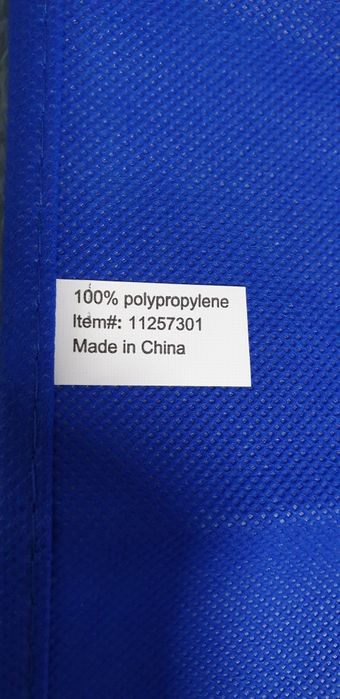 100% polypropylene
Item#: 11257301
Made in China